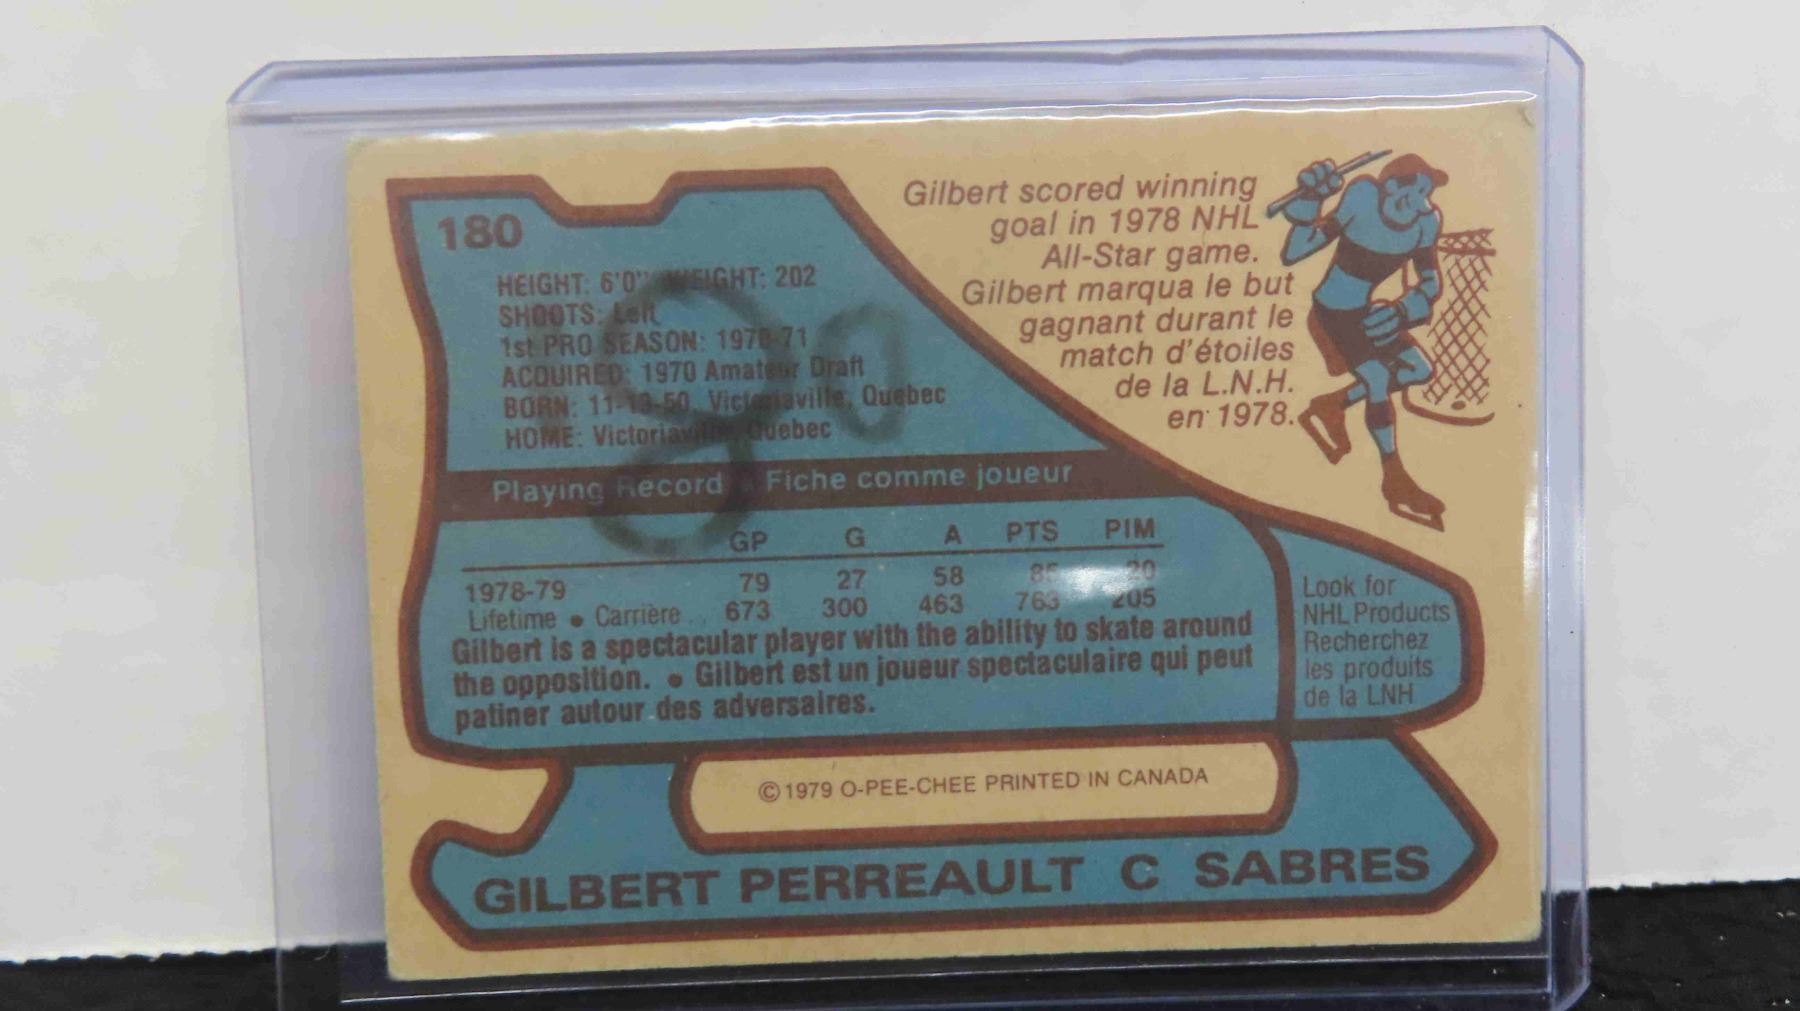 180
HEIGHT: 6'0" WEIGHT: 202
SHOOTS: Left
1st PRO SEASON: 1970-71
ACQUIRED: 1970 Amateur Draft
BORN: 11-13-50, Victoriaville, Quebec
HOME: Victoriaville, Quebec
Gilbert scored winning
goal in 1978 NHL
All-Star game.
Gilbert marqua le but
gagnant durant le
match d'étoiles
de la L.N.H.
en 1978.
80
Playing Record • Fiche comme joueur
GP G A PTS PIM
1978-79 79 27 58 85 20
Lifetime • Carrière 673 300 463 763 205
Gilbert is a spectacular player with the ability to skate around
the opposition. • Gilbert est un joueur spectaculaire qui peut
patiner autour des adversaires.
Look for
NHL Products
Recherchez
les produits
de la LNH
©1979 O-PEE-CHEE PRINTED IN CANADA
GILBERT PERREAULT C SABRES